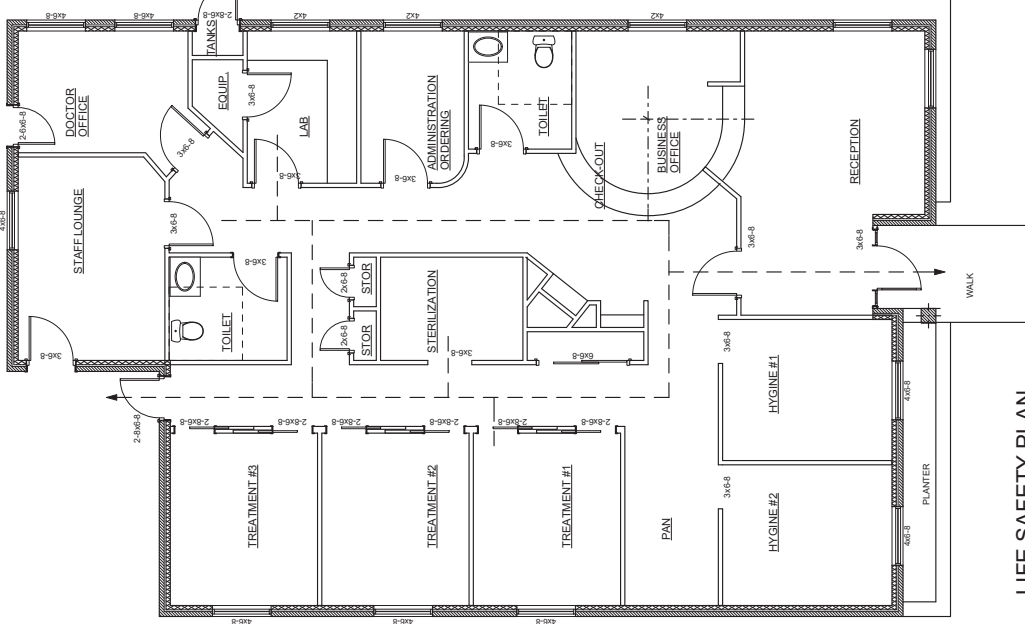 4x6-8
4x6-8
2-8x6-8
4x2
4x2
4x2
TANKS
EQUIP.
3x6-8
DOCTOR
OFFICE
2-6x6-8
3x6-8
LAB
3x6-8
ADMINISTRATION
ORDERING
3x6-8
TOILET
3x6-8
CHECK-OUT
BUSINESS
OFFICE
RECEPTION
4x6-8
STAFF LOUNGE
3x6-8
3x6-8
3x6-8
3x6-8
TOILET
3x6-8
2x6-8
STOR
2x6-8
STOR
STERILIZATION
3x6-8
6x6-8
WALK
2-8x6-8
2-8x6-8
2-8x6-8
2-8x6-8
2-8x6-8
2-8x6-8
2-8x6-8
3x6-8
HYGINE #1
4x6-8
TREATMENT #3
TREATMENT #2
TREATMENT #1
PAN
3x6-8
HYGINE #2
4x6-8
PLANTER
4x6-8
4x6-8
4x6-8
LIFE SAFETY PLAN